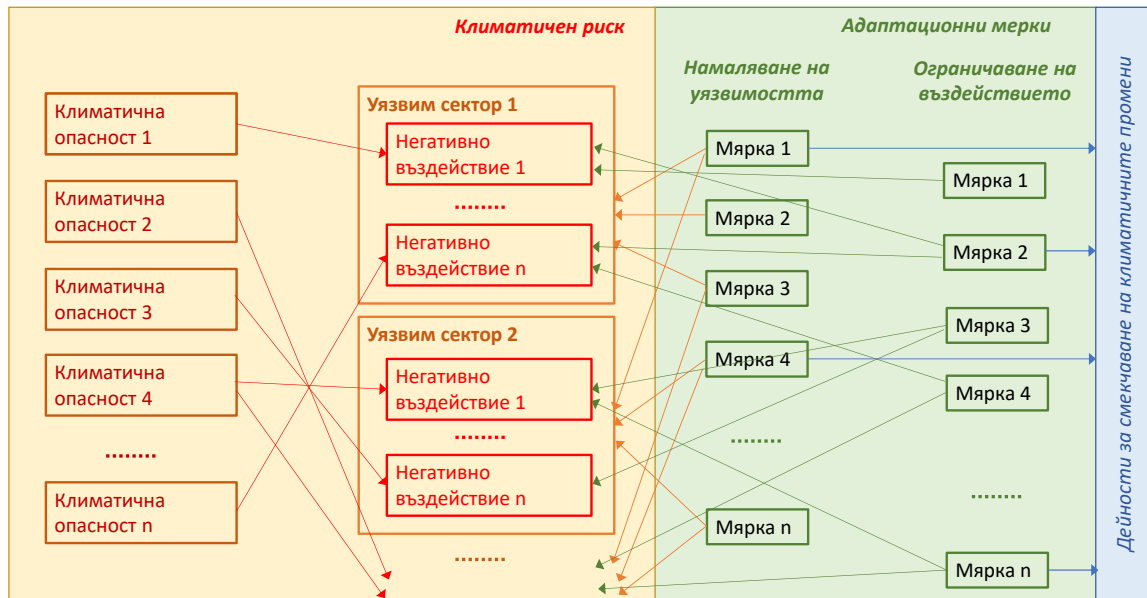 Климатичен риск
Климатична
опасност 1
Климатична
опасност 2
Климатична
опасност 3
Климатична
опасност 4
........
Климатична
опасност n
Уязвим сектор 1
Негативно
въздействие 1
........
Негативно
въздействие n
Уязвим сектор 2
Негативно
въздействие 1
........
Негативно
въздействие n
........
Адаптационни мерки
Намаляване на
уязвимостта
Мярка 1
Мярка 2
Мярка 3
Мярка 4
........
Мярка n
Ограничаване на
въздействието
Мярка 1
Мярка 2
Мярка 3
Мярка 4
........
Мярка n
Дейности за смекчаване на климатичните промени